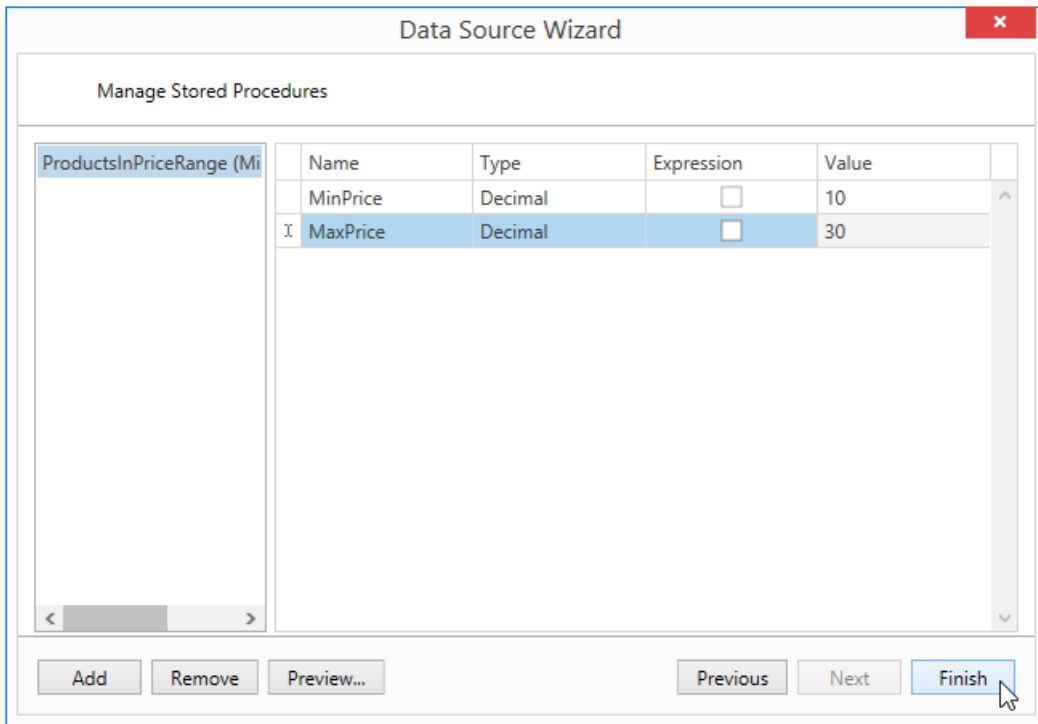 Data Source Wizard
Manage Stored Procedures
ProductsInPriceRange (Mi
Name Type Expression Value
MinPrice Decimal 10
MaxPrice Decimal 30
Add Remove Preview... Previous Next Finish